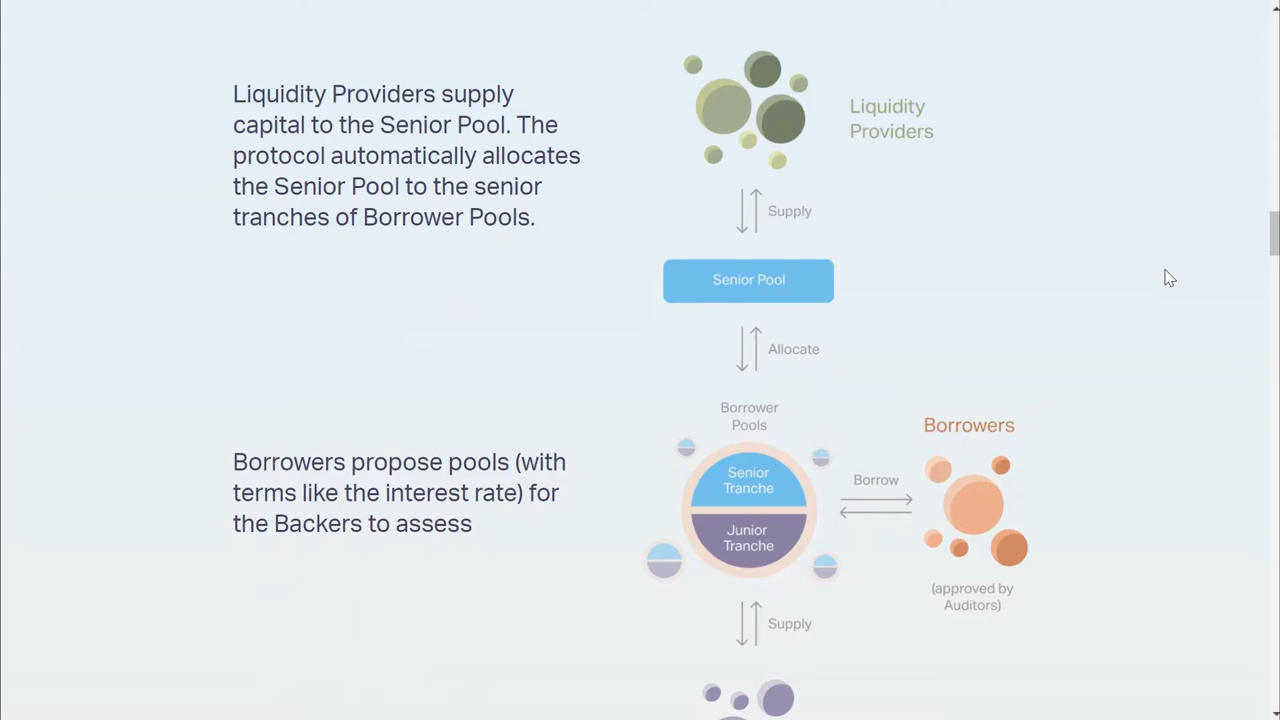 Liquidity Providers supply
capital to the Senior Pool. The
protocol automatically allocates
the Senior Pool to the senior
tranches of Borrower Pools.
Liquidity
Providers
Supply
Senior Pool
Allocate
Borrowers propose pools (with
terms like the interest rate) for
the Backers to assess
Borrower
Pools
Senior
Tranche
Junior
Tranche
Borrow
Borrowers
(approved by
Auditors)
Supply